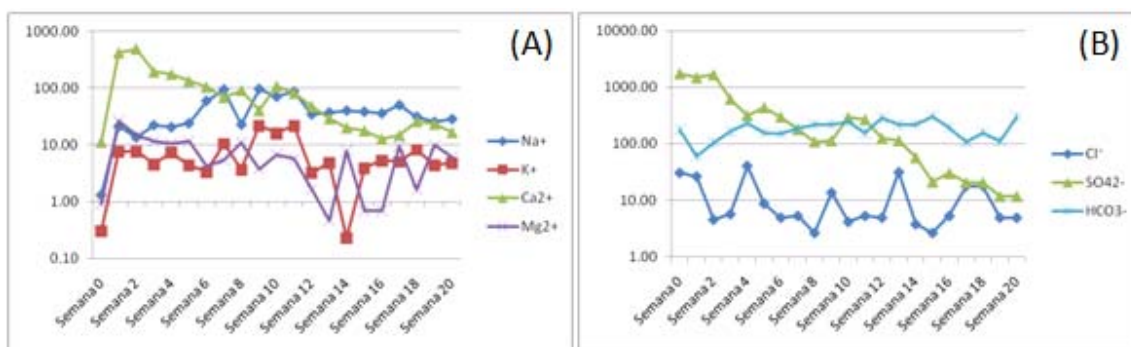 (A)
1000.00
100.00
10.00
1.00
0.10
Semana 0
Semana 2
Semana 4
Semana 6
Semana 8
Semana 10
Semana 12
Semana 14
Semana 16
Semana 18
Semana 20
Na+
K+
Ca2+
Mg2+
(B)
10000.00
1000.00
100.00
10.00
1.00
Semana 0
Semana 2
Semana 4
Semana 6
Semana 8
Semana 10
Semana 12
Semana 14
Semana 16
Semana 18
Semana 20
Cl⁻
SO42-
HCO3-